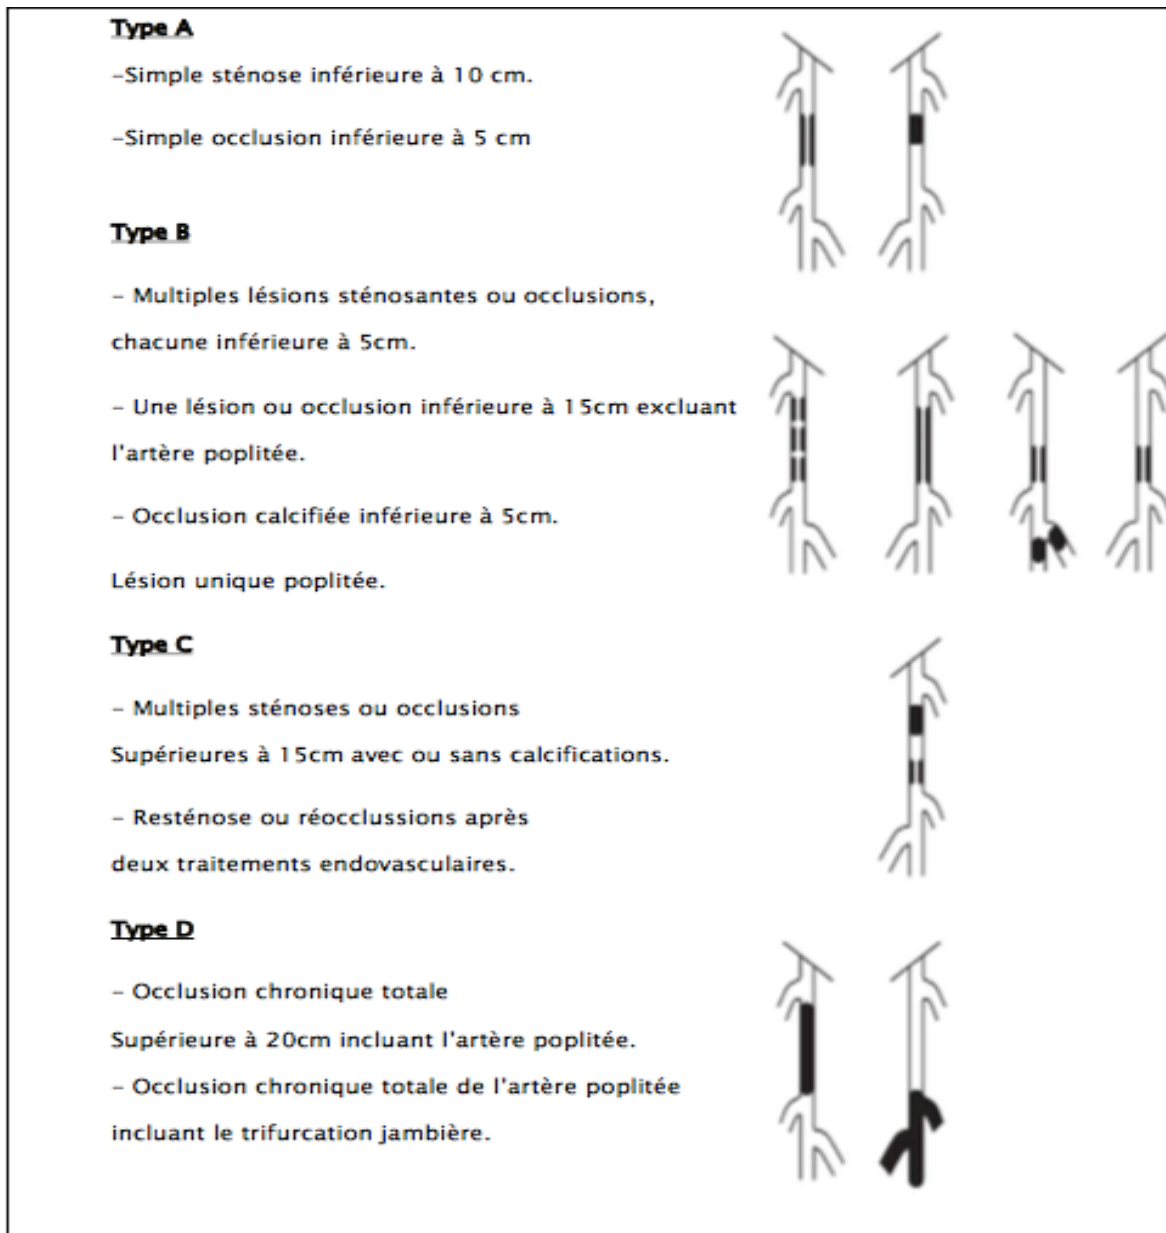 Type A
-Simple sténose inférieure à 10 cm.
-Simple occlusion inférieure à 5 cm
Type B
- Multiples lésions sténosantes ou occlusions,
chacune inférieure à 5cm.
- Une lésion ou occlusion inférieure à 15cm excluant
l'artère poplitée.
- Occlusion calcifiée inférieure à 5cm.
Lésion unique poplitée.
Type C
- Multiples sténoses ou occlusions
Supérieures à 15cm avec ou sans calcifications.
- Resténose ou réocclussions après
deux traitements endovasculaires.
Type D
- Occlusion chronique totale
Supérieure à 20cm incluant l'artère poplitée.
- Occlusion chronique totale de l'artère poplitée
incluant le trifurcation jambière.